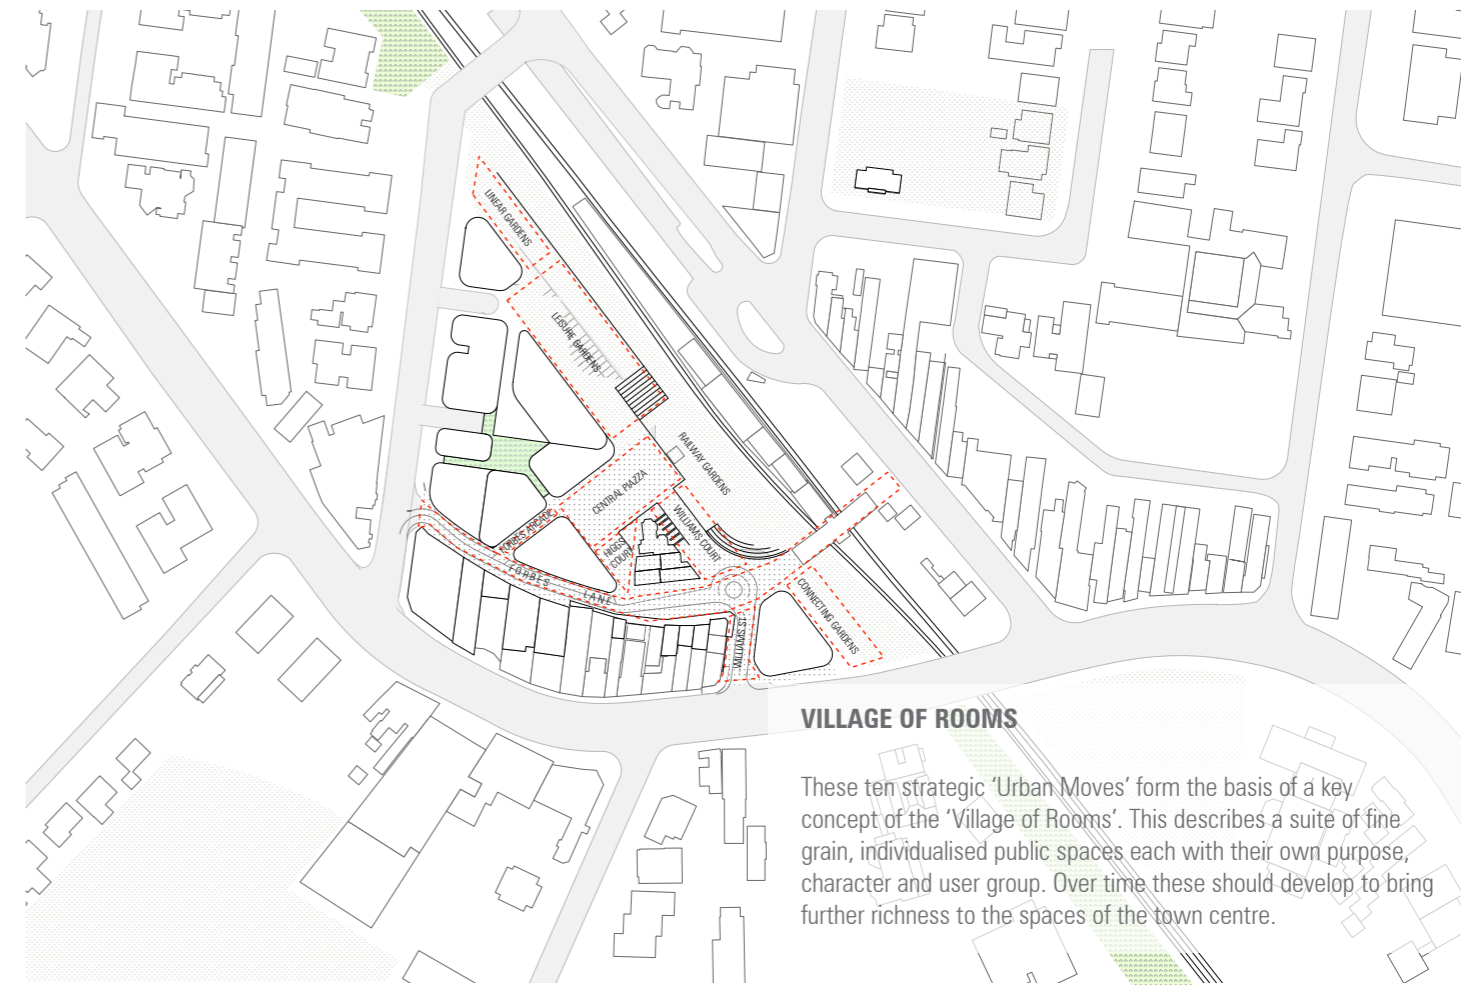 LINEAR GARDENS
LEISURE GARDENS
RAILWAY GARDENS
CENTRAL PIAZZA
WILLIAMS COURT
FORBES ARCADE
HIGGS
COURT
FORBES LANE
CONNECTING GARDENS
WILLIAMS ST
VILLAGE OF ROOMS
These ten strategic ‘Urban Moves’ form the basis of a key
concept of the ‘Village of Rooms’. This describes a suite of fine
grain, individualised public spaces each with their own purpose,
character and user group. Over time these should develop to bring
further richness to the spaces of the town centre.